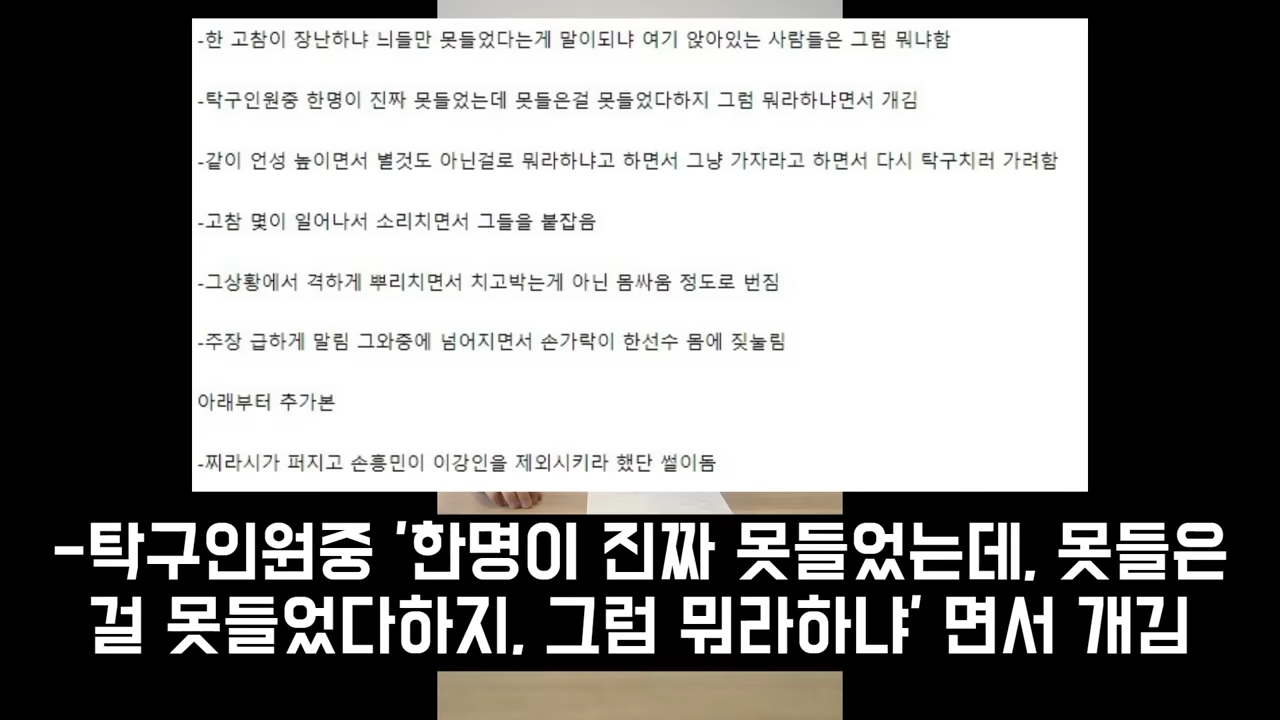 -한 고참이 장난하냐 늬들만 못들었다는게 말이되냐 여기 앉아있는 사람들은 그럼 뭐냐함
-탁구인원중 한명이 진짜 못들었는데 못들은걸 못들었다하지 그럼 뭐라하냐면서 개김
-같이 언성 높이면서 별것도 아닌걸로 뭐라하냐고 하면서 그냥 가자라고 하면서 다시 탁구치러 가려함
-고참 몇이 일어나서 소리치면서 그들을 붙잡음
-그상황에서 격하게 뿌리치면서 치고박는게 아닌 몸싸움 정도로 번짐
-주장 급하게 말림 그와중에 넘어지면서 손가락이 한선수 몸에 짖눌림
아래부터 추가본
-찌라시가 퍼지고 손흥민이 이강인을 제외시키라 했단 썰이돔
-탁구인원중 '한명이 진짜 못들었는데, 못들은
걸 못들었다하지, 그럼 뭐라하냐' 면서 개김